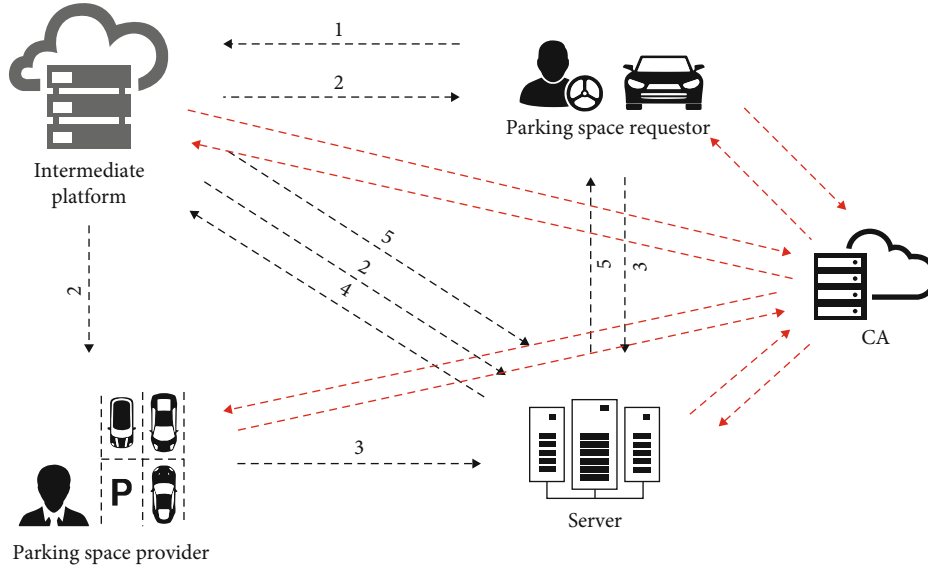 1
2
Parking space requestor
Intermediate
platform
5
2
4
2
5
3
CA
P
3
Server
Parking space provider